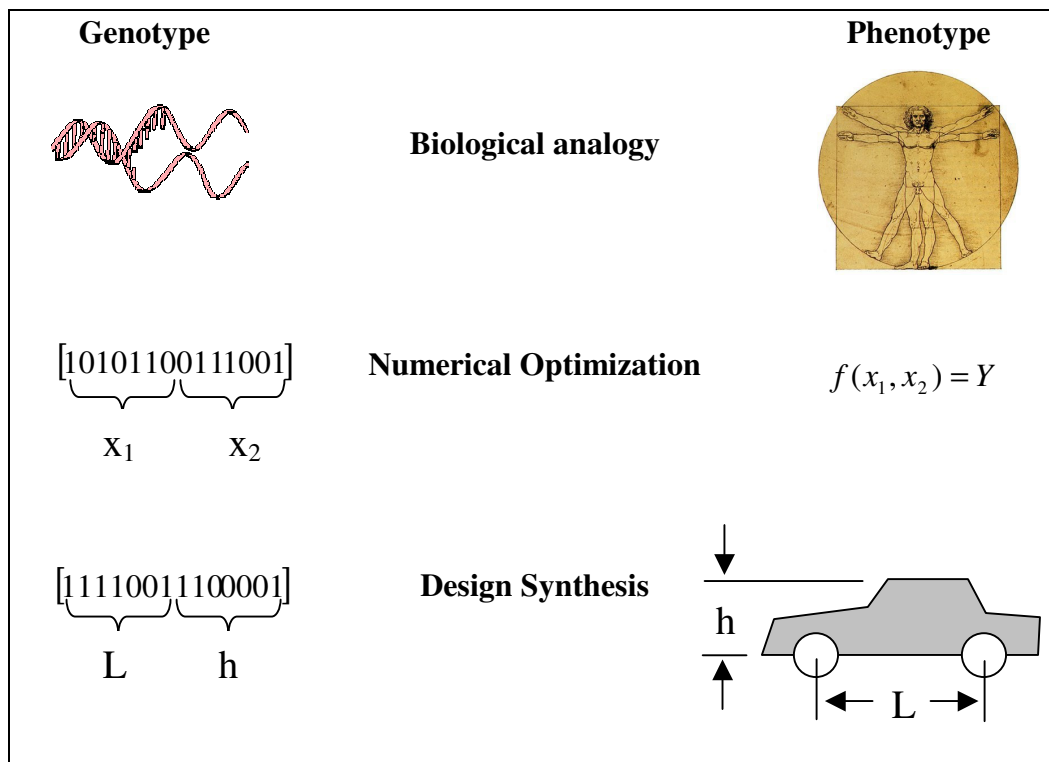 Genotype
Phenotype
Biological analogy
[10101100111001]
Numerical Optimization
f(x₁, x₂) = Y
x₁ x₂
[11110011100001]
Design Synthesis
L h
h
L